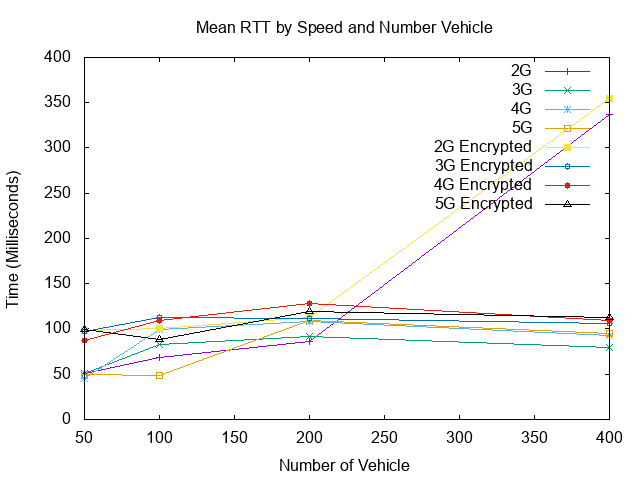 Mean RTT by Speed and Number Vehicle
400
350
300
250
200
150
100
50
0
Time (Milliseconds)
2G
3G
4G
5G
2G Encrypted
3G Encrypted
4G Encrypted
5G Encrypted
50 100 150 200 250 300 350 400
Number of Vehicle